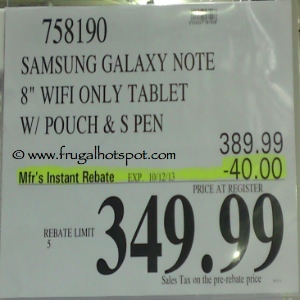 758190
SAMSUNG GALAXY NOTE
8" WIFI ONLY TABLET
W/ POUCH & S PEN
389.99
© www.frugalhotspot.com
-40.00
Mfr's Instant Rebate EXP. 10/12/13
PRICE AT REGISTER
REBATE LIMIT
5
349.99
Sales Tax on the pre-rebate price